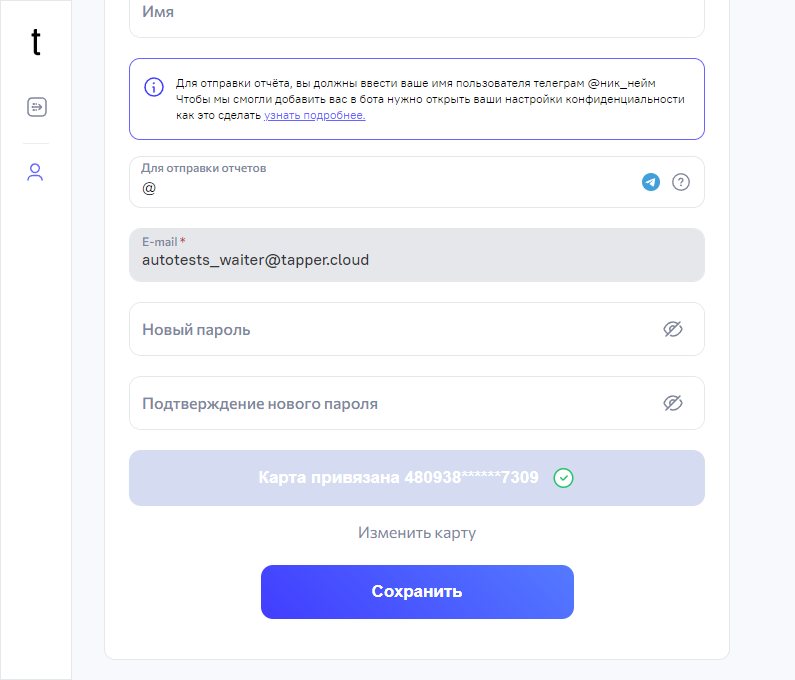 t
Имя
Для отправки отчёта, вы должны ввести ваше имя пользователя телеграм @ник_нейм
Чтобы мы смогли добавить вас в бота нужно открыть ваши настройки конфиденциальности
как это сделать узнать подробнее.
Для отправки отчетов
@
E-mail *
autotests_waiter@tapper.cloud
Новый пароль
Подтверждение нового пароля
Карта привязана 480938******7309
Изменить карту
Сохранить